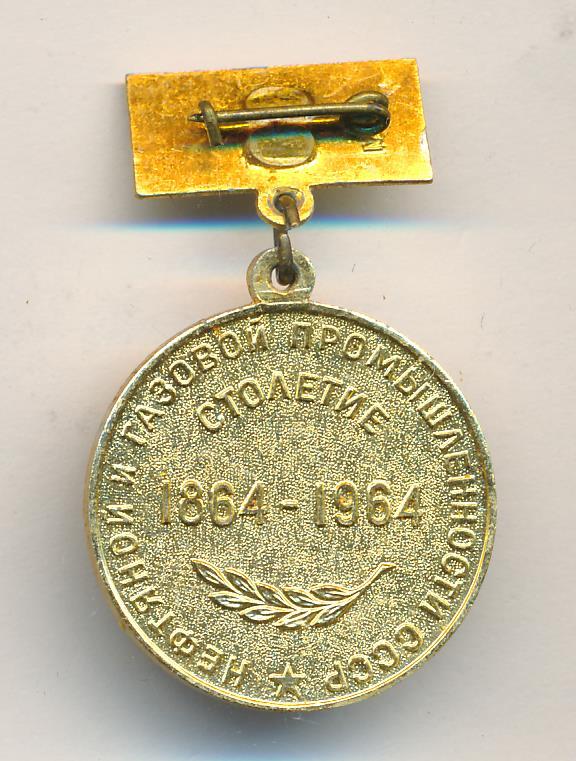 СТОЛЕТИЕ
НЕФТЯНОЙ И ГАЗОВОЙ ПРОМЫШЛЕННОСТИ СССР
1864-1964